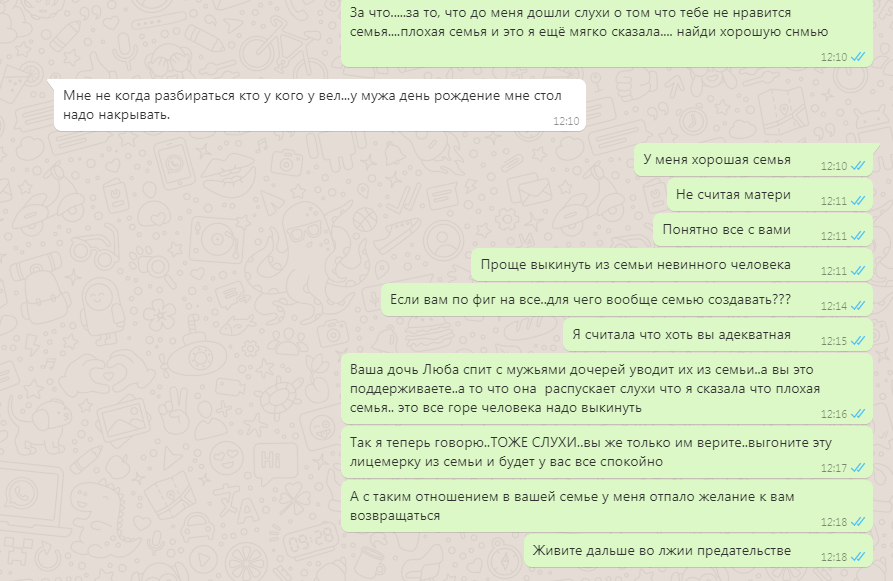 За что.....за то, что до меня дошли слухи о том что тебе не нравится
семья....плохая семья и это я ещё мягко сказала.... найди хорошую снмью
12:10
Мне не когда разбираться кто у кого у вел...у мужа день рождение мне стол
надо накрывать.
12:10
У меня хорошая семья 12:10
Не считая матери 12:11
Понятно все с вами 12:11
Проще выкинуть из семьи невинного человека 12:11
Если вам по фиг на все..для чего вообще семью создавать??? 12:14
Я считала что хоть вы адекватная 12:15
Ваша дочь Люба спит с мужьями дочерей уводит их из семьи..а вы это
поддерживаете..а то что она распускает слухи что я сказала что плохая
семья.. это все горе человека надо выкинуть 12:16
Так я теперь говорю..ТОЖЕ СЛУХИ..вы же только им верите..выгоните эту
лицемерку из семьи и будет у вас все спокойно 12:17
А с таким отношением в вашей семье у меня отпало желание к вам
возвращаться 12:18
Живите дальше во лжии предательстве 12:18